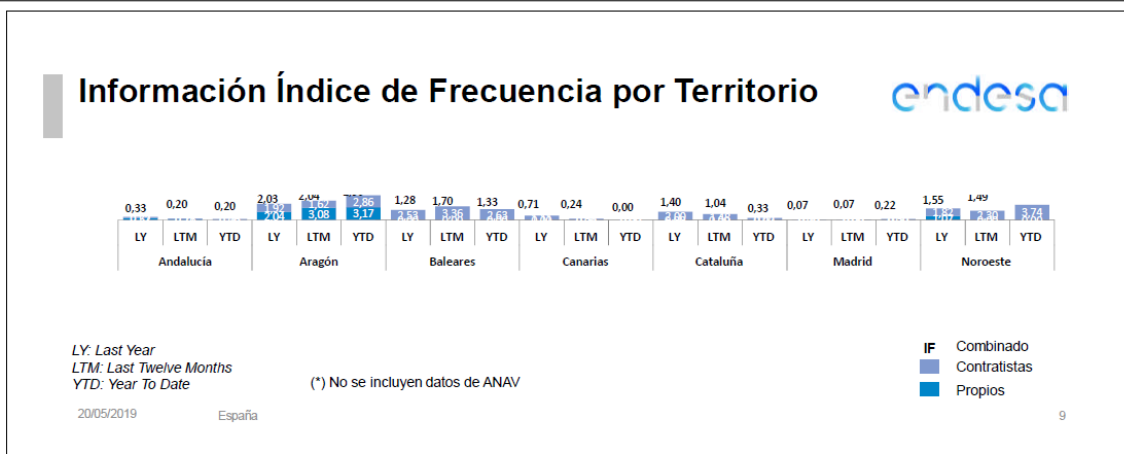 Información Índice de Frecuencia por Territorio
endesa
0,33 0,20 0,20 2,03 2,04 1,28 1,70 1,33 0,71 0,24 0,00 1,40 1,04 0,33 0,07 0,07 0,22 1,55 1,49
1,92 1,62 2,86 2,53 3,36 2,63 1,82 2,30 3,74
2,04 3,08 3,17
LY LTM YTD LY LTM YTD LY LTM YTD LY LTM YTD LY LTM YTD LY LTM YTD LY LTM YTD
Andalucía Aragón Baleares Canarias Cataluña Madrid Noroeste
LY: Last Year
LTM: Last Twelve Months
YTD: Year To Date
(*) No se incluyen datos de ANAV
IF Combinado
Contratistas
Propios
20/05/2019 España 9